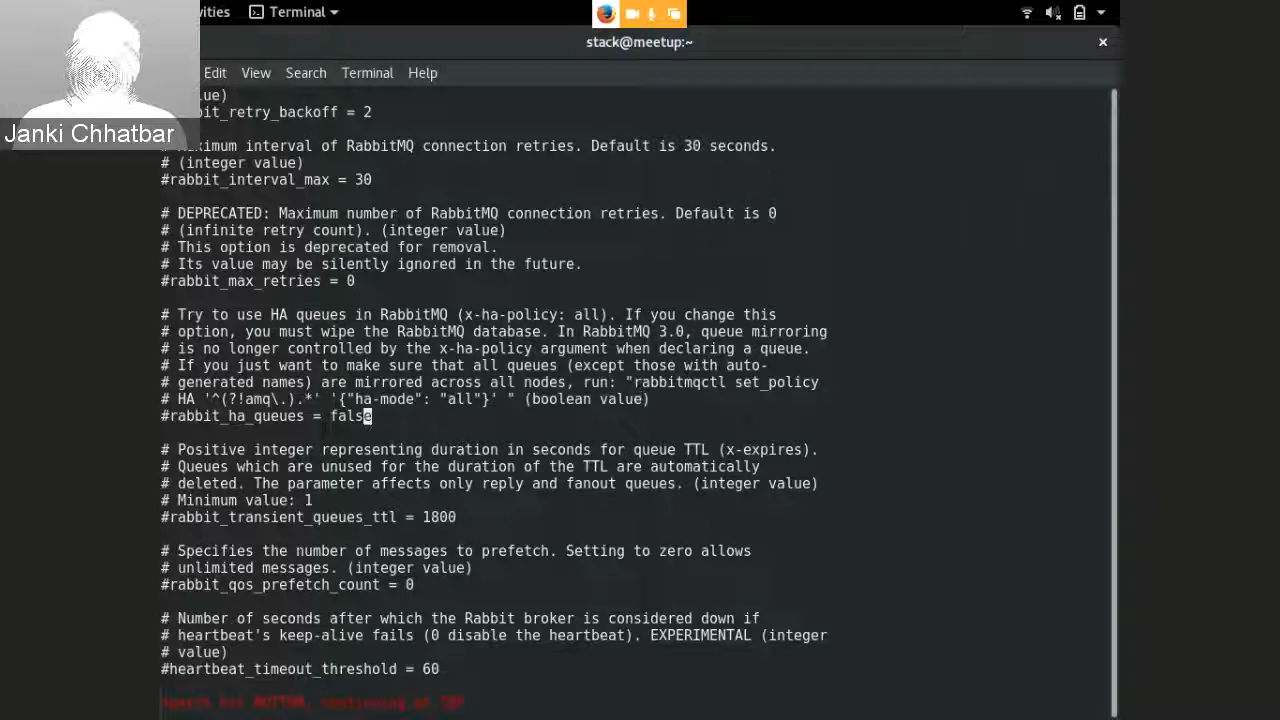 vities
Terminal
stack@meetup:~
Edit View Search Terminal Help
Janki Chhatbar
lue)
bit_retry_backoff = 2
ximum interval of RabbitMQ connection retries. Default is 30 seconds.
# (integer value)
#rabbit_interval_max = 30
# DEPRECATED: Maximum number of RabbitMQ connection retries. Default is 0
# (infinite retry count). (integer value)
# This option is deprecated for removal.
# Its value may be silently ignored in the future.
#rabbit_max_retries = 0
# Try to use HA queues in RabbitMQ (x-ha-policy: all). If you change this
# option, you must wipe the RabbitMQ database. In RabbitMQ 3.0, queue mirroring
# is no longer controlled by the x-ha-policy argument when declaring a queue.
# If you just want to make sure that all queues (except those with auto-
# generated names) are mirrored across all nodes, run: "rabbitmqctl set_policy
# HA '^(?!amq\.).*' '{"ha-mode": "all"}' " (boolean value)
#rabbit_ha_queues = false
# Positive integer representing duration in seconds for queue TTL (x-expires).
# Queues which are unused for the duration of the TTL are automatically
# deleted. The parameter affects only reply and fanout queues. (integer value)
# Minimum value: 1
#rabbit_transient_queues_ttl = 1800
# Specifies the number of messages to prefetch. Setting to zero allows
# unlimited messages. (integer value)
#rabbit_qos_prefetch_count = 0
# Number of seconds after which the Rabbit broker is considered down if
# heartbeat's keep-alive fails (0 disable the heartbeat). EXPERIMENTAL (integer
# value)
#heartbeat_timeout_threshold = 60
search hit BOTTOM, continuing at TOP